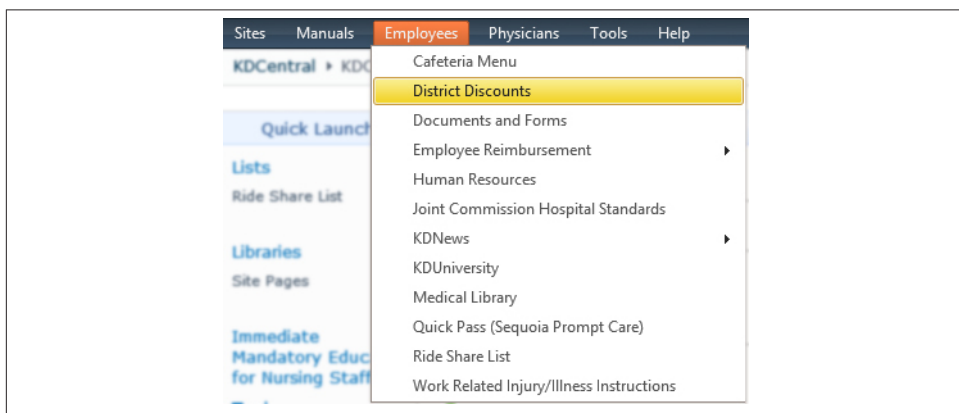 Sites Manuals Employees Physicians Tools Help
KDCentral ▸ KDC
Cafeteria Menu
District Discounts
Documents and Forms
Employee Reimbursement
Human Resources
Joint Commission Hospital Standards
KDNews
KDUniversity
Medical Library
Quick Pass (Sequoia Prompt Care)
Ride Share List
Work Related Injury/Illness Instructions
Quick Launch
Lists
Ride Share List
Libraries
Site Pages
Immediate
Mandatory Educ
for Nursing Staff